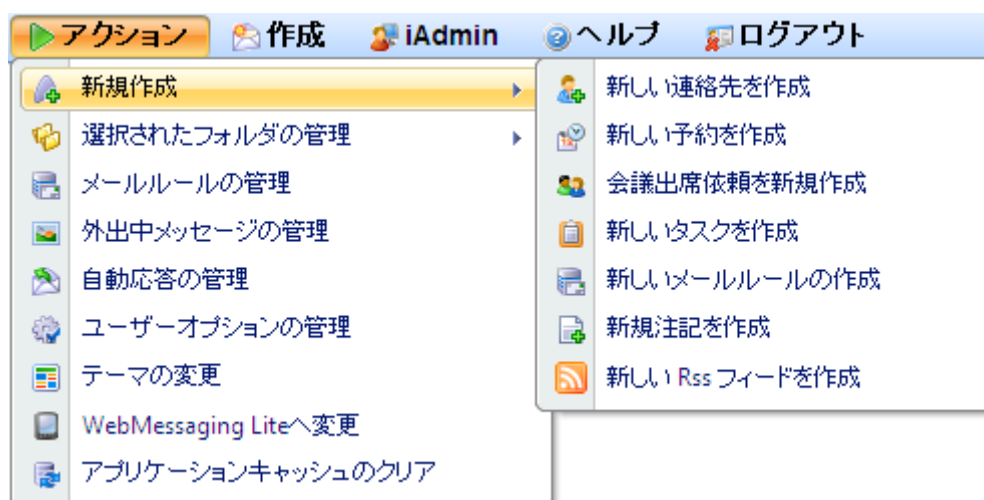 アクション 作成 iAdmin ヘルプ ログアウト
新規作成
選択されたフォルダの管理
メールルールの管理
外出中メッセージの管理
自動応答の管理
ユーザーオプションの管理
テーマの変更
WebMessaging Liteへ変更
アプリケーションキャッシュのクリア
新しい連絡先を作成
新しい予約を作成
会議出席依頼を新規作成
新しいタスクを作成
新しいメールルールの作成
新規注記を作成
新しい Rss フィードを作成